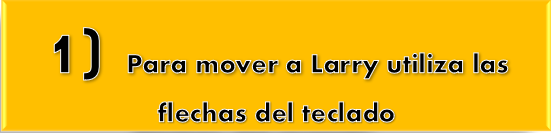 1) Para mover a Larry utiliza las
flechas del teclado